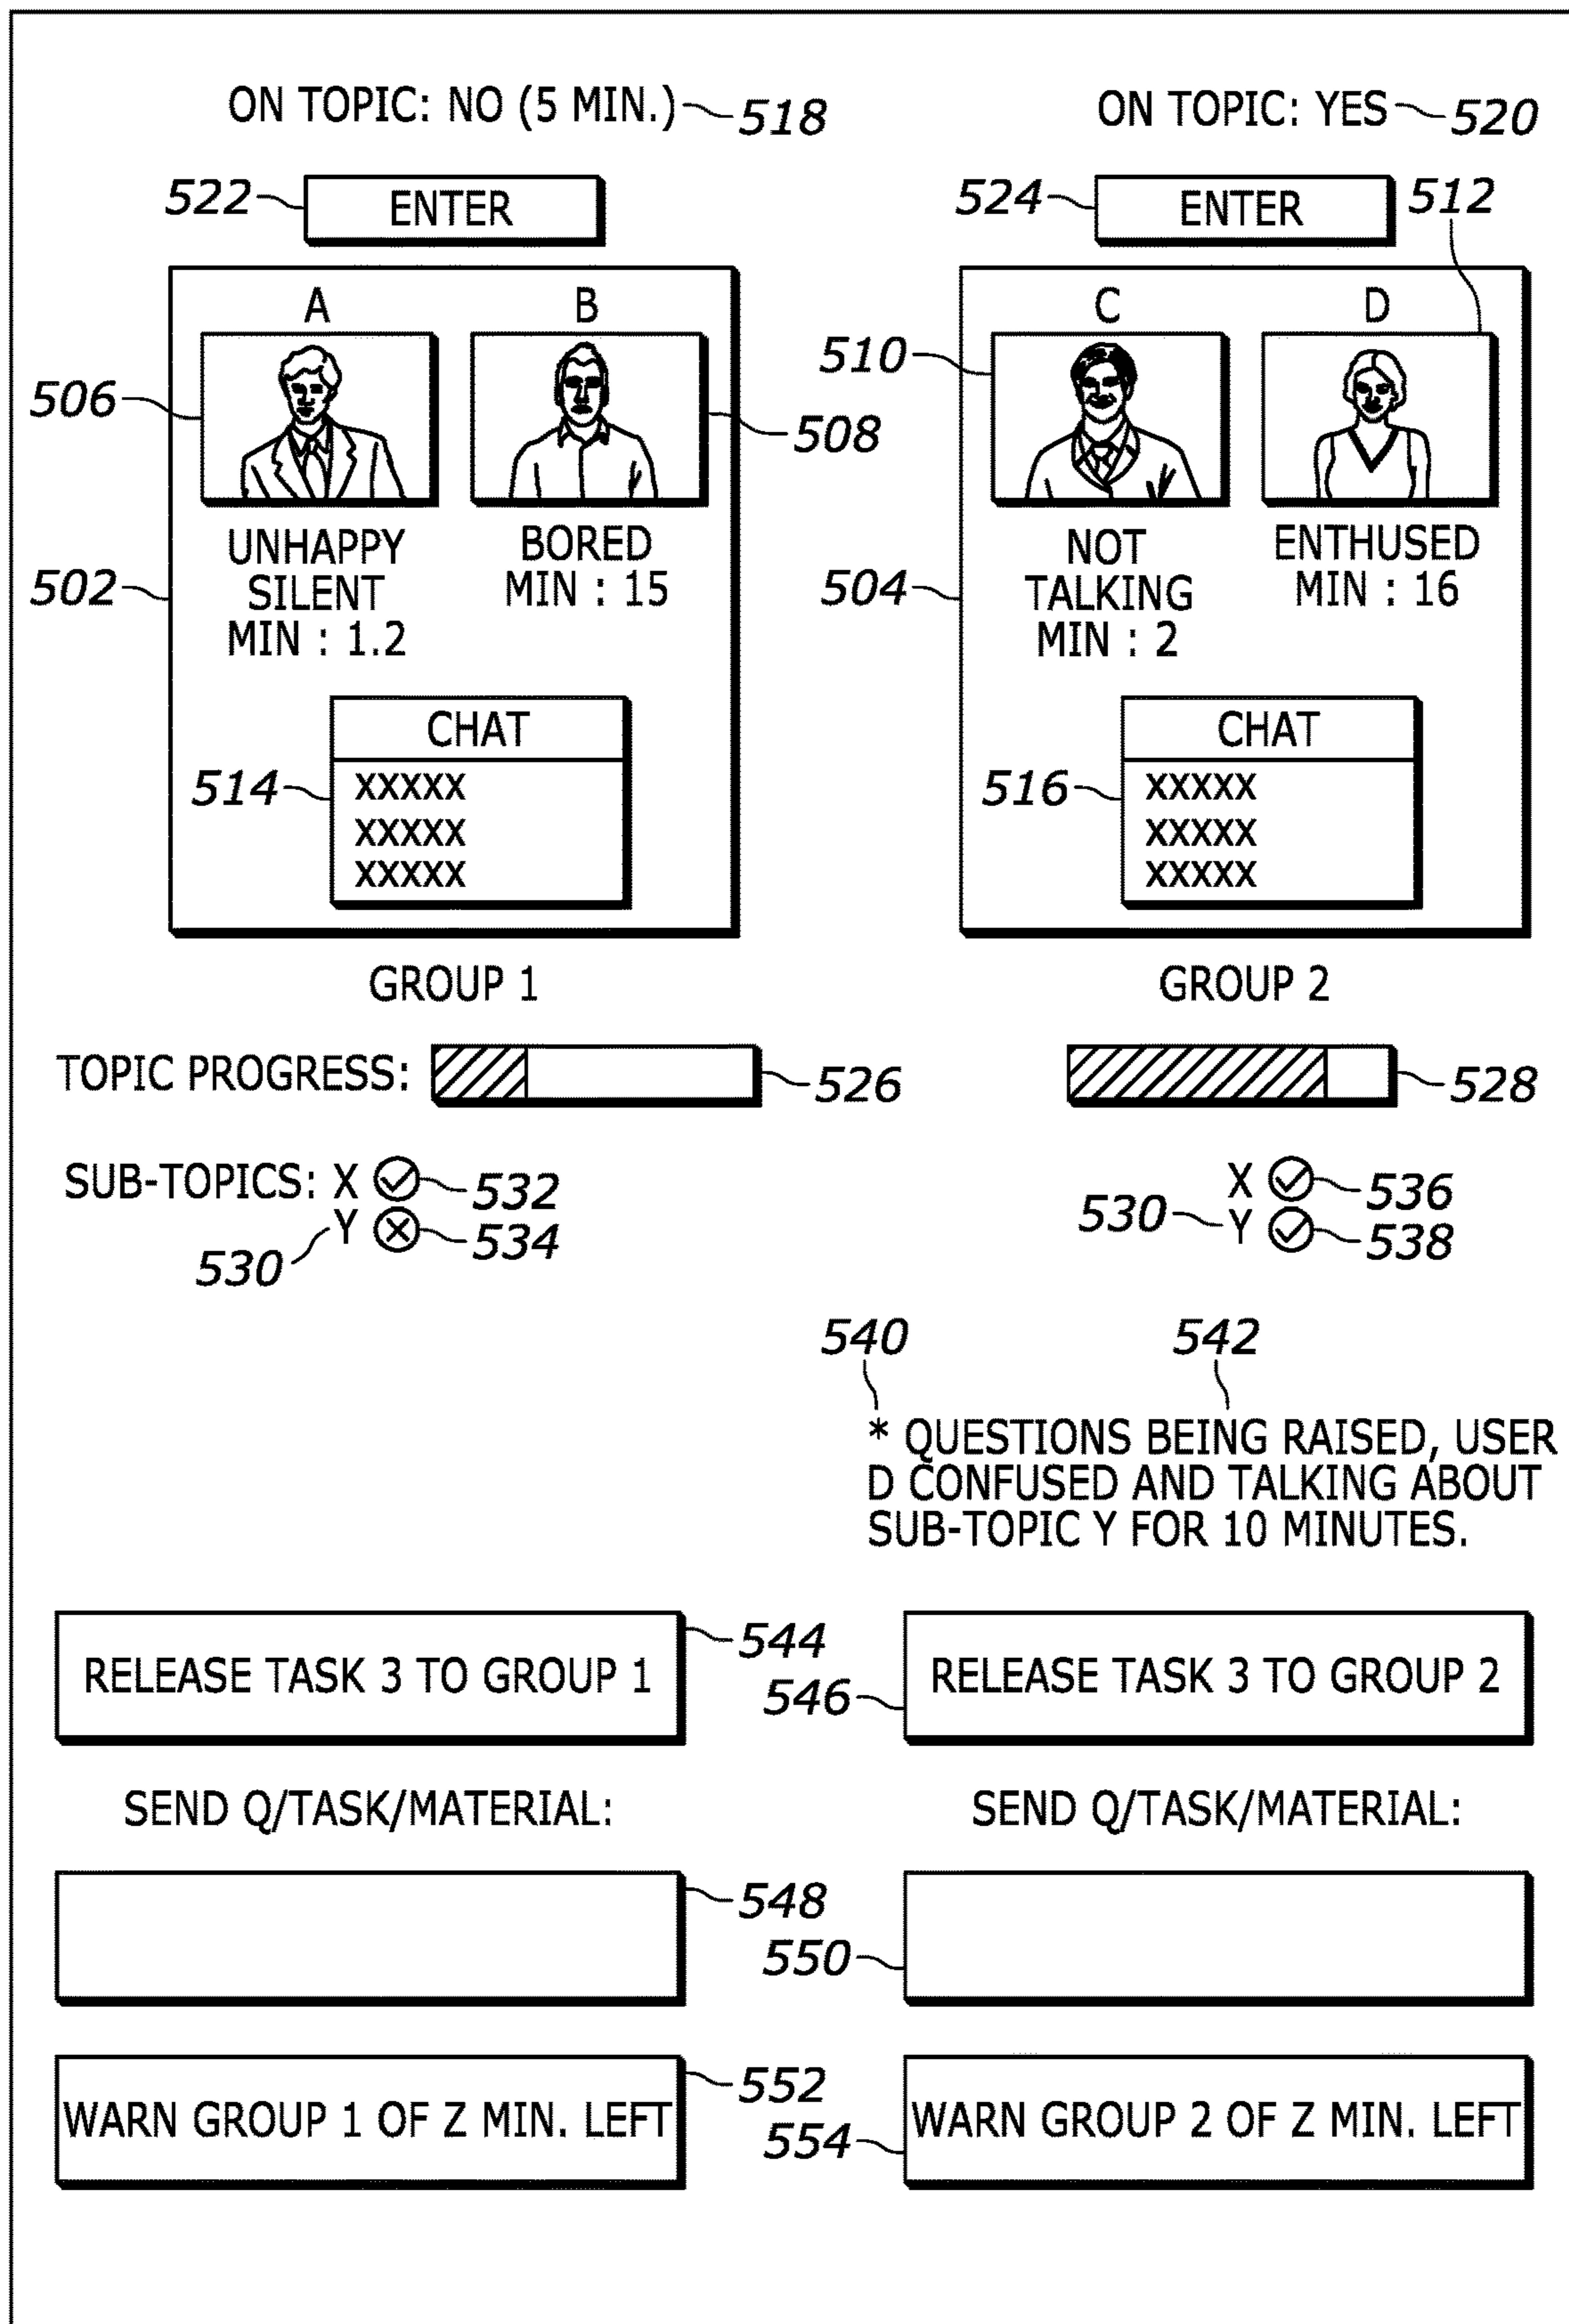 ON TOPIC: NO (5 MIN.) 518
ON TOPIC: YES 520
522 ENTER
524 ENTER 512
A B
C D
506 508
510
UNHAPPY
SILENT
MIN : 1.2
BORED
MIN : 15
502
NOT
TALKING
MIN : 2
ENTHUSED
MIN : 16
504
CHAT
514 XXXXX
XXXXX
XXXXX
CHAT
516 XXXXX
XXXXX
XXXXX
GROUP 1
GROUP 2
TOPIC PROGRESS: 526
528
SUB-TOPICS: X 532
530 Y 534
X 536
530 Y 538
540 542
* QUESTIONS BEING RAISED, USER
D CONFUSED AND TALKING ABOUT
SUB-TOPIC Y FOR 10 MINUTES.
RELEASE TASK 3 TO GROUP 1 544
546 RELEASE TASK 3 TO GROUP 2
SEND Q/TASK/MATERIAL:
SEND Q/TASK/MATERIAL:
548
550
WARN GROUP 1 OF Z MIN. LEFT 552
554 WARN GROUP 2 OF Z MIN. LEFT